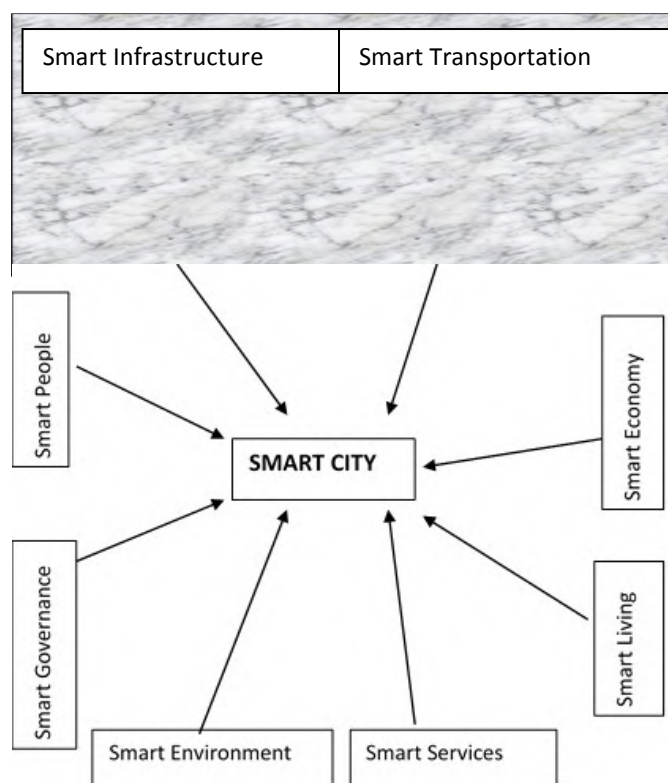 Smart Infrastructure
Smart Transportation
Smart People
Smart Economy
SMART CITY
Smart Governance
Smart Living
Smart Environment
Smart Services